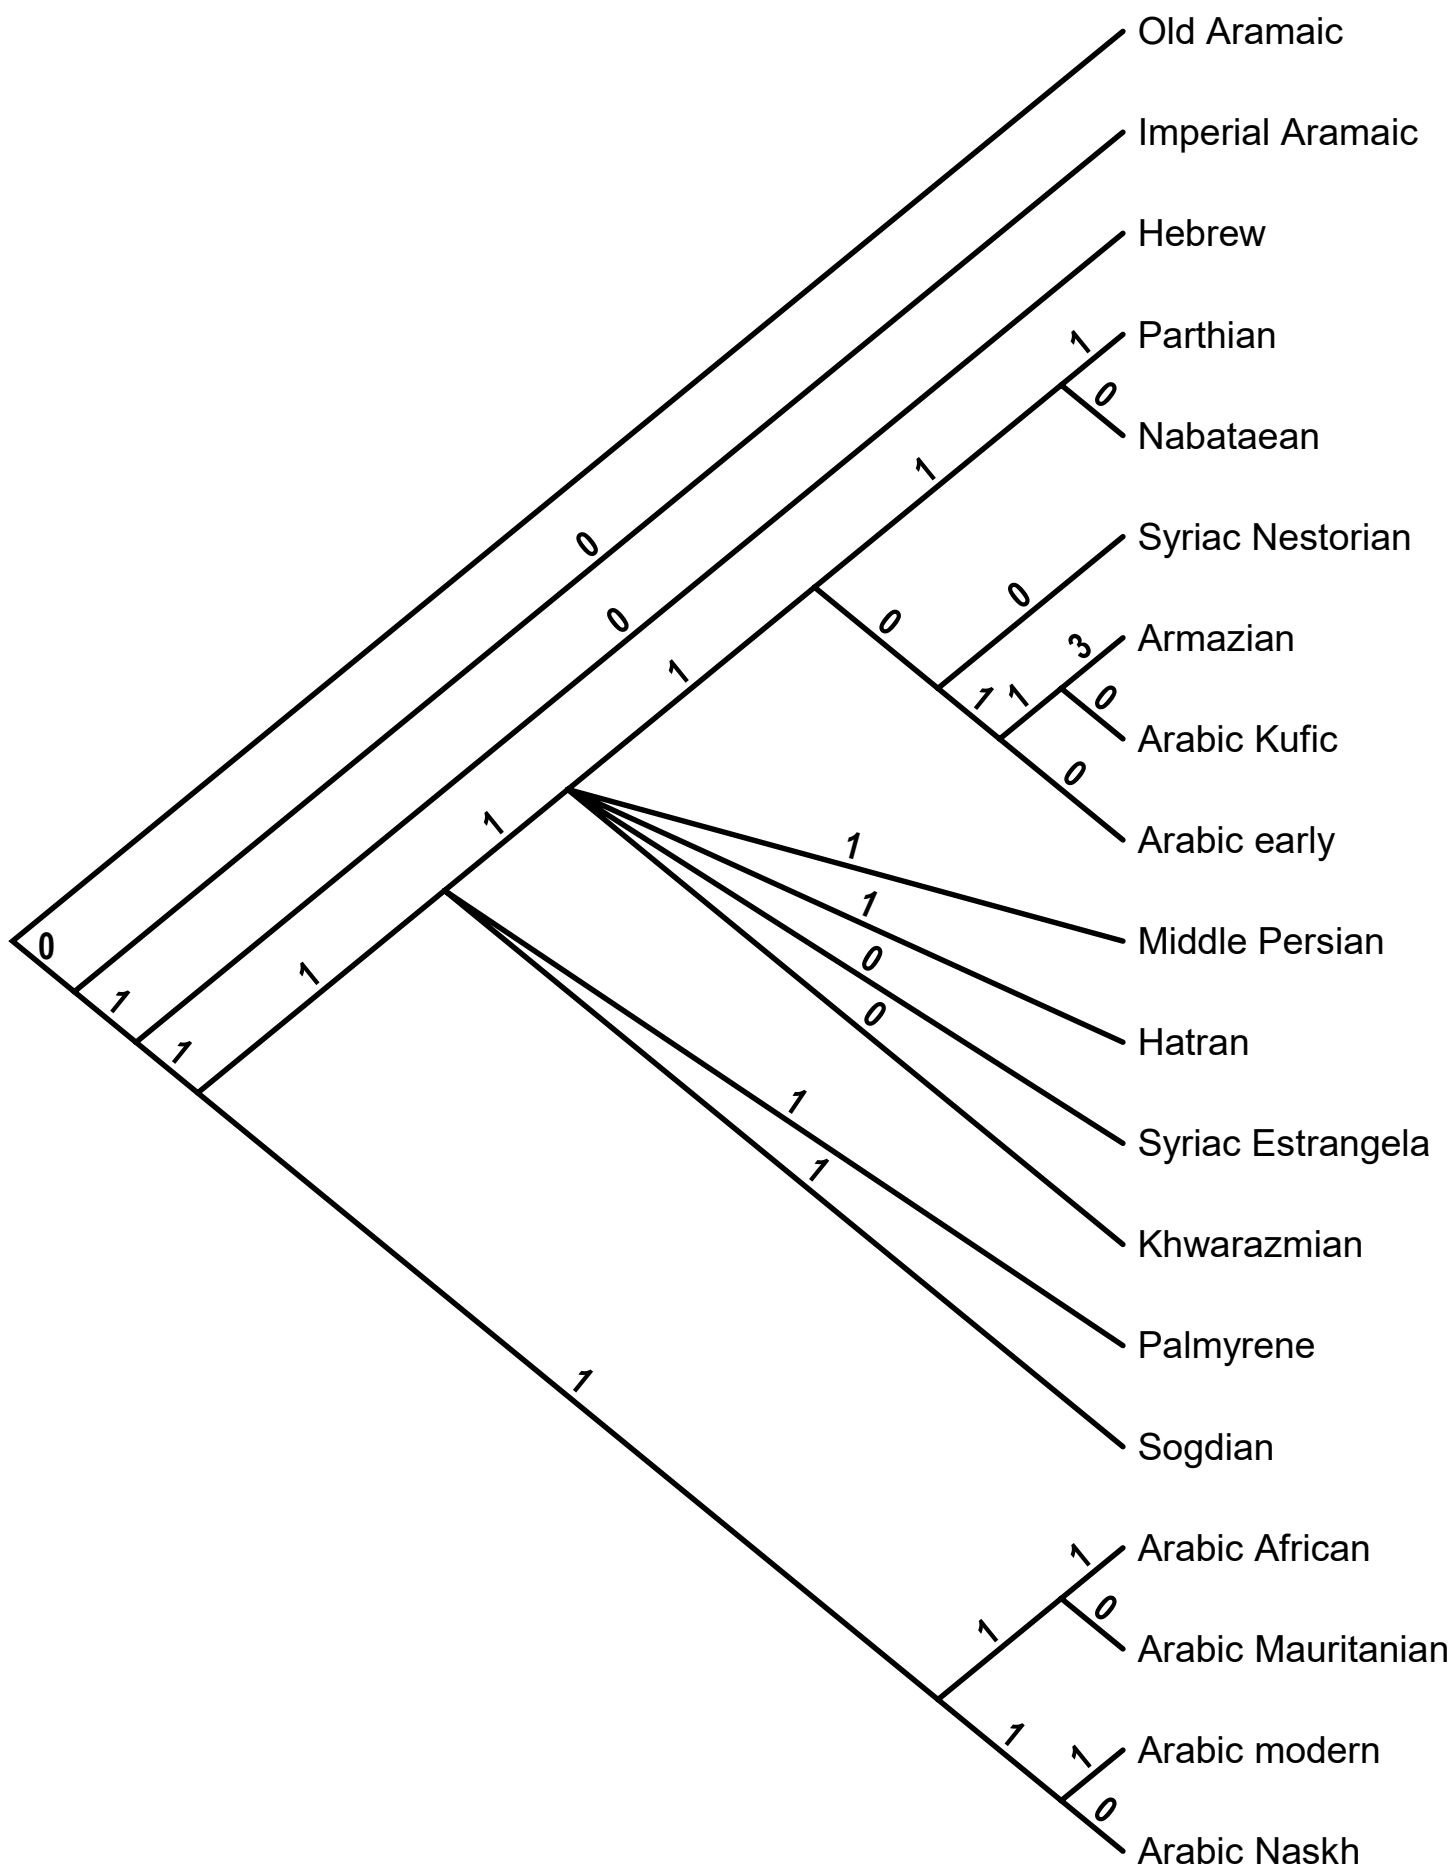 Old Aramaic
Imperial Aramaic
Hebrew
1 Parthian
0
Nabataean
1
Syriac Nestorian
0
0
0
0
1
3 Armazian
1 1 0
Arabic Kufic
0
1
Arabic early
1
1
Middle Persian
0
1
0
1
Hatran
0
1
1
Syriac Estrangela
1
Khwarazmian
Palmyrene
1
Sogdian
1 Arabic African
0
1
Arabic Mauritanian
1
1 Arabic modern
0
Arabic Naskh